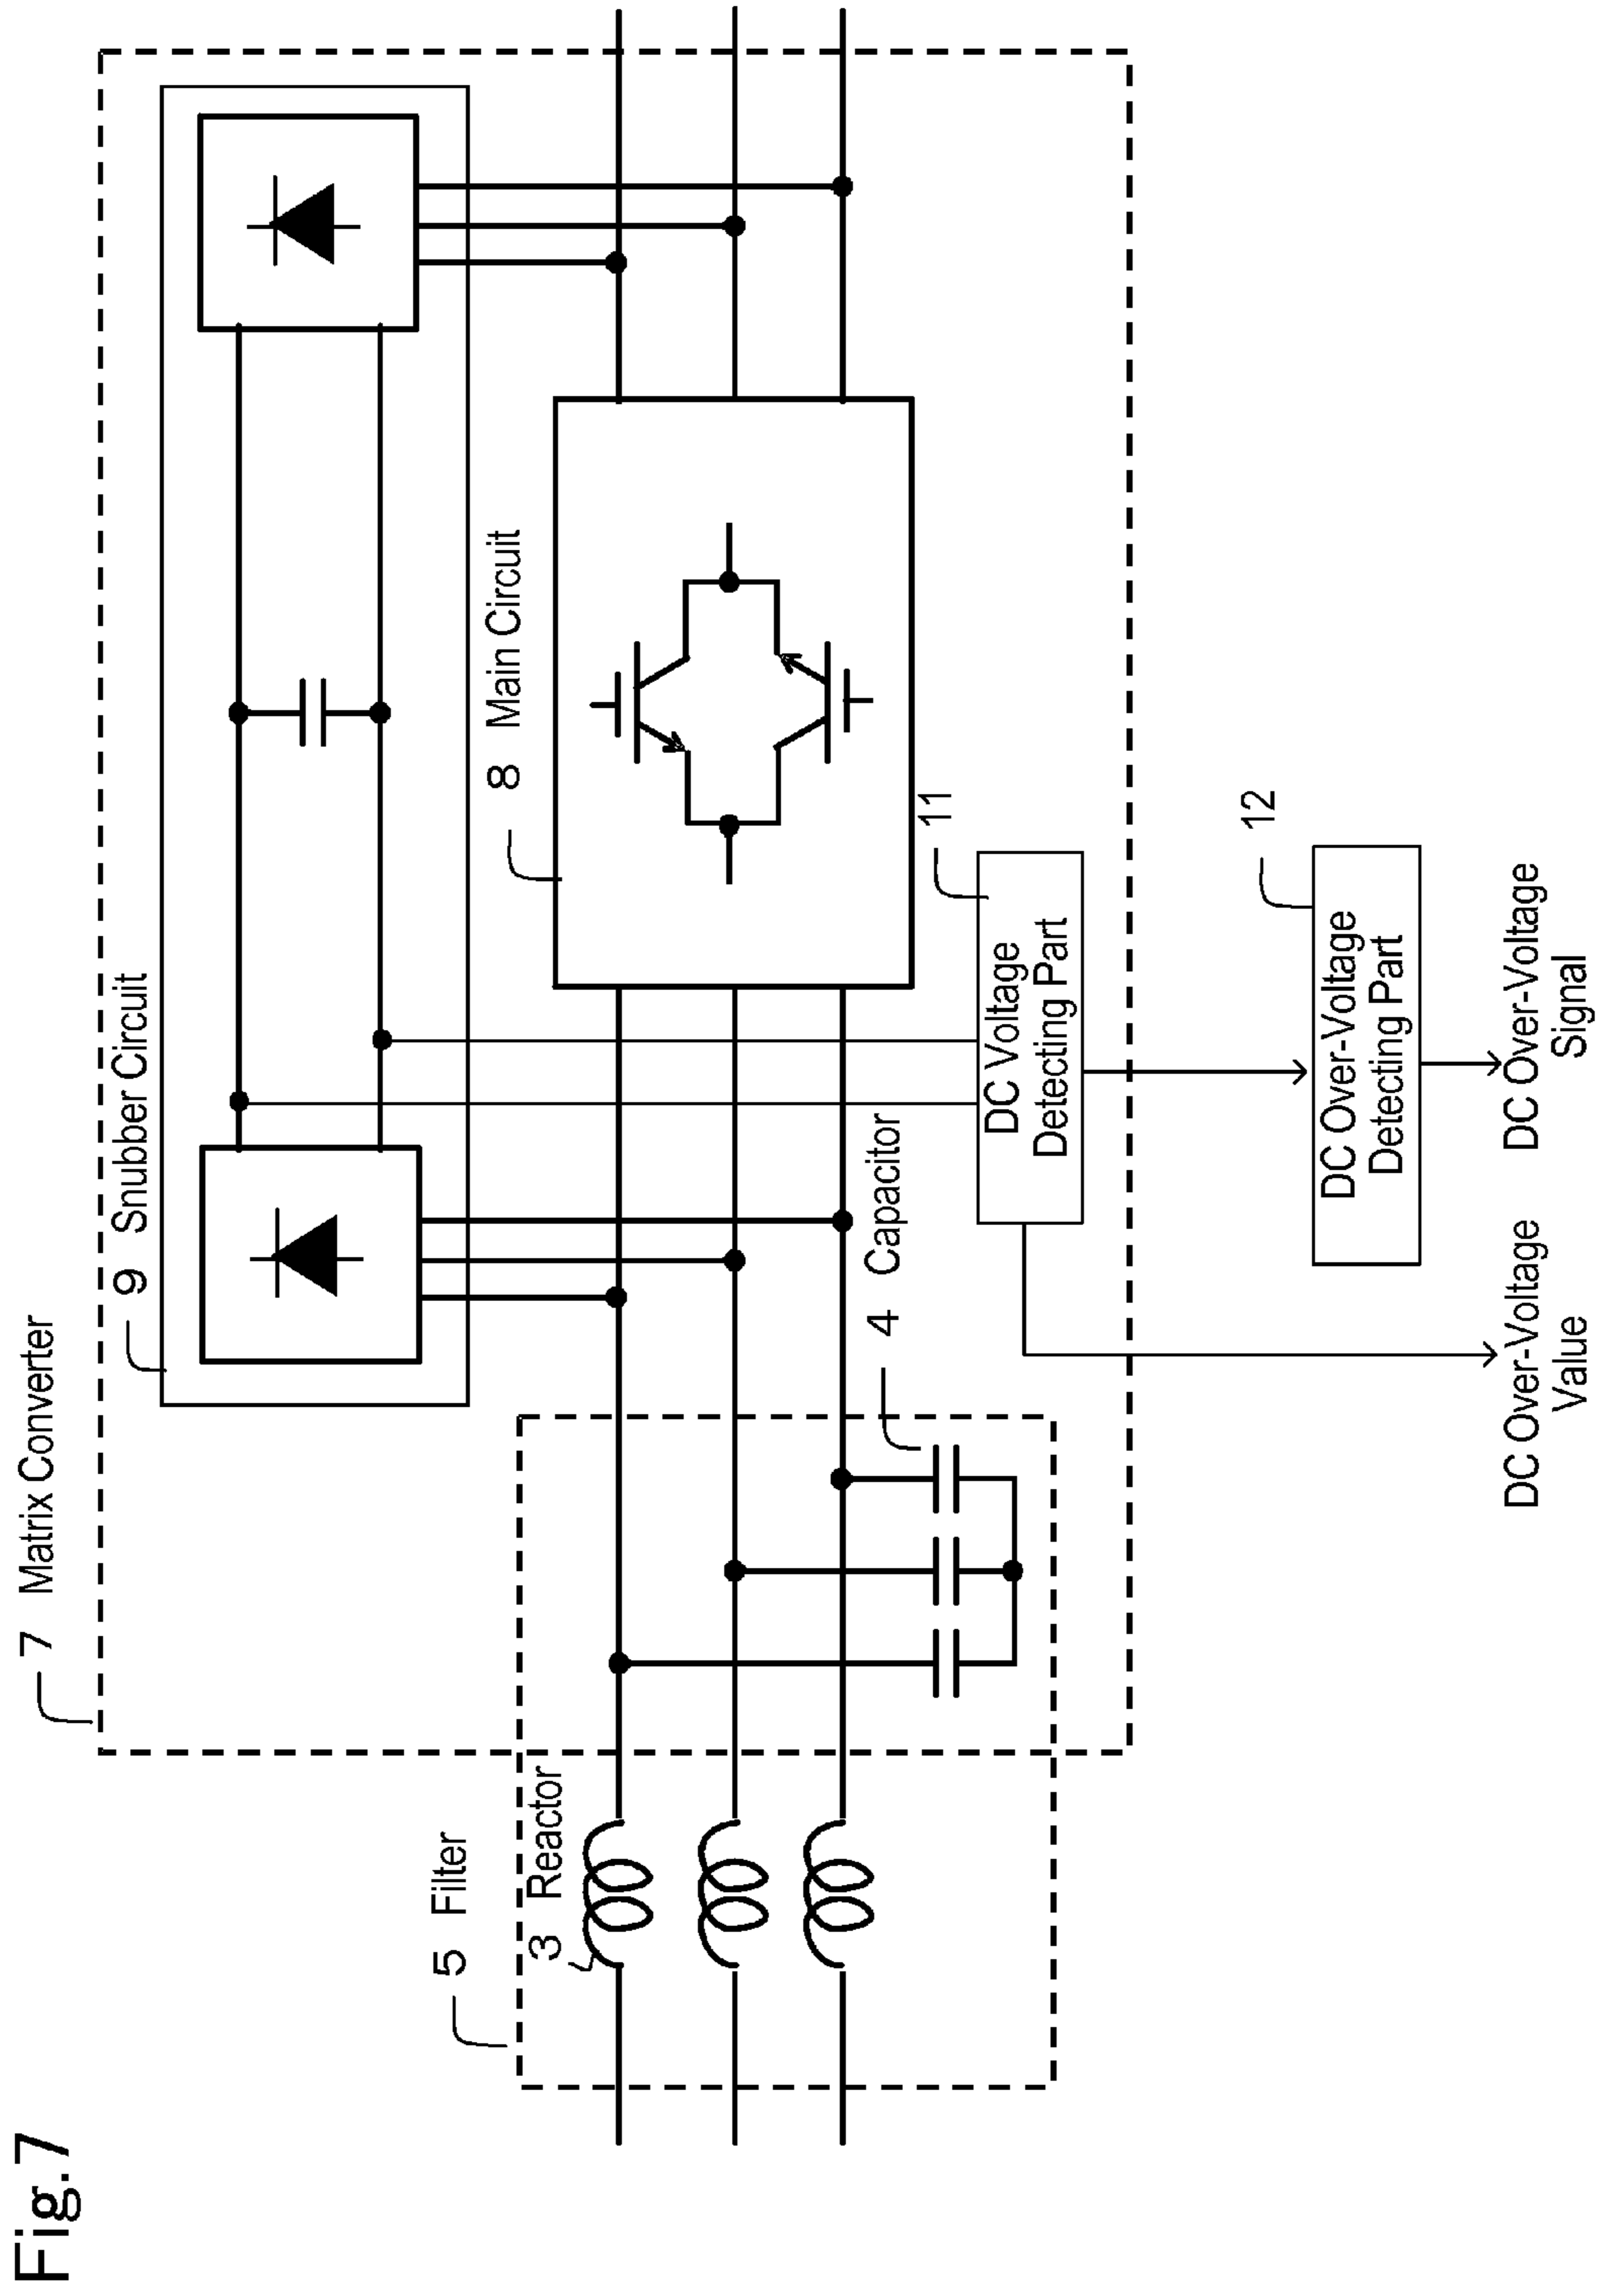 Fig.7
7 Matrix Converter
9 Snubber Circuit
5 Filter
3 Reactor
8 Main Circuit
4 Capacitor
11
DC Voltage
Detecting Part
12
DC Over-Voltage
Detecting Part
DC Over-Voltage
Value
DC Over-Voltage
Signal